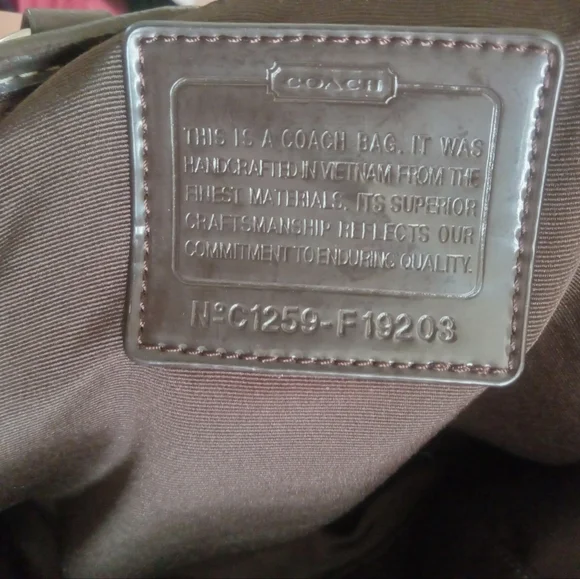 COACH
THIS IS A COACH BAG. IT WAS
HANDCRAFTED IN VIETNAM FROM THE
FINEST MATERIALS. ITS SUPERIOR
CRAFTSMANSHIP REFLECTS OUR
COMMITMENT TO ENDURING QUALITY.
Nº C1259-F19203